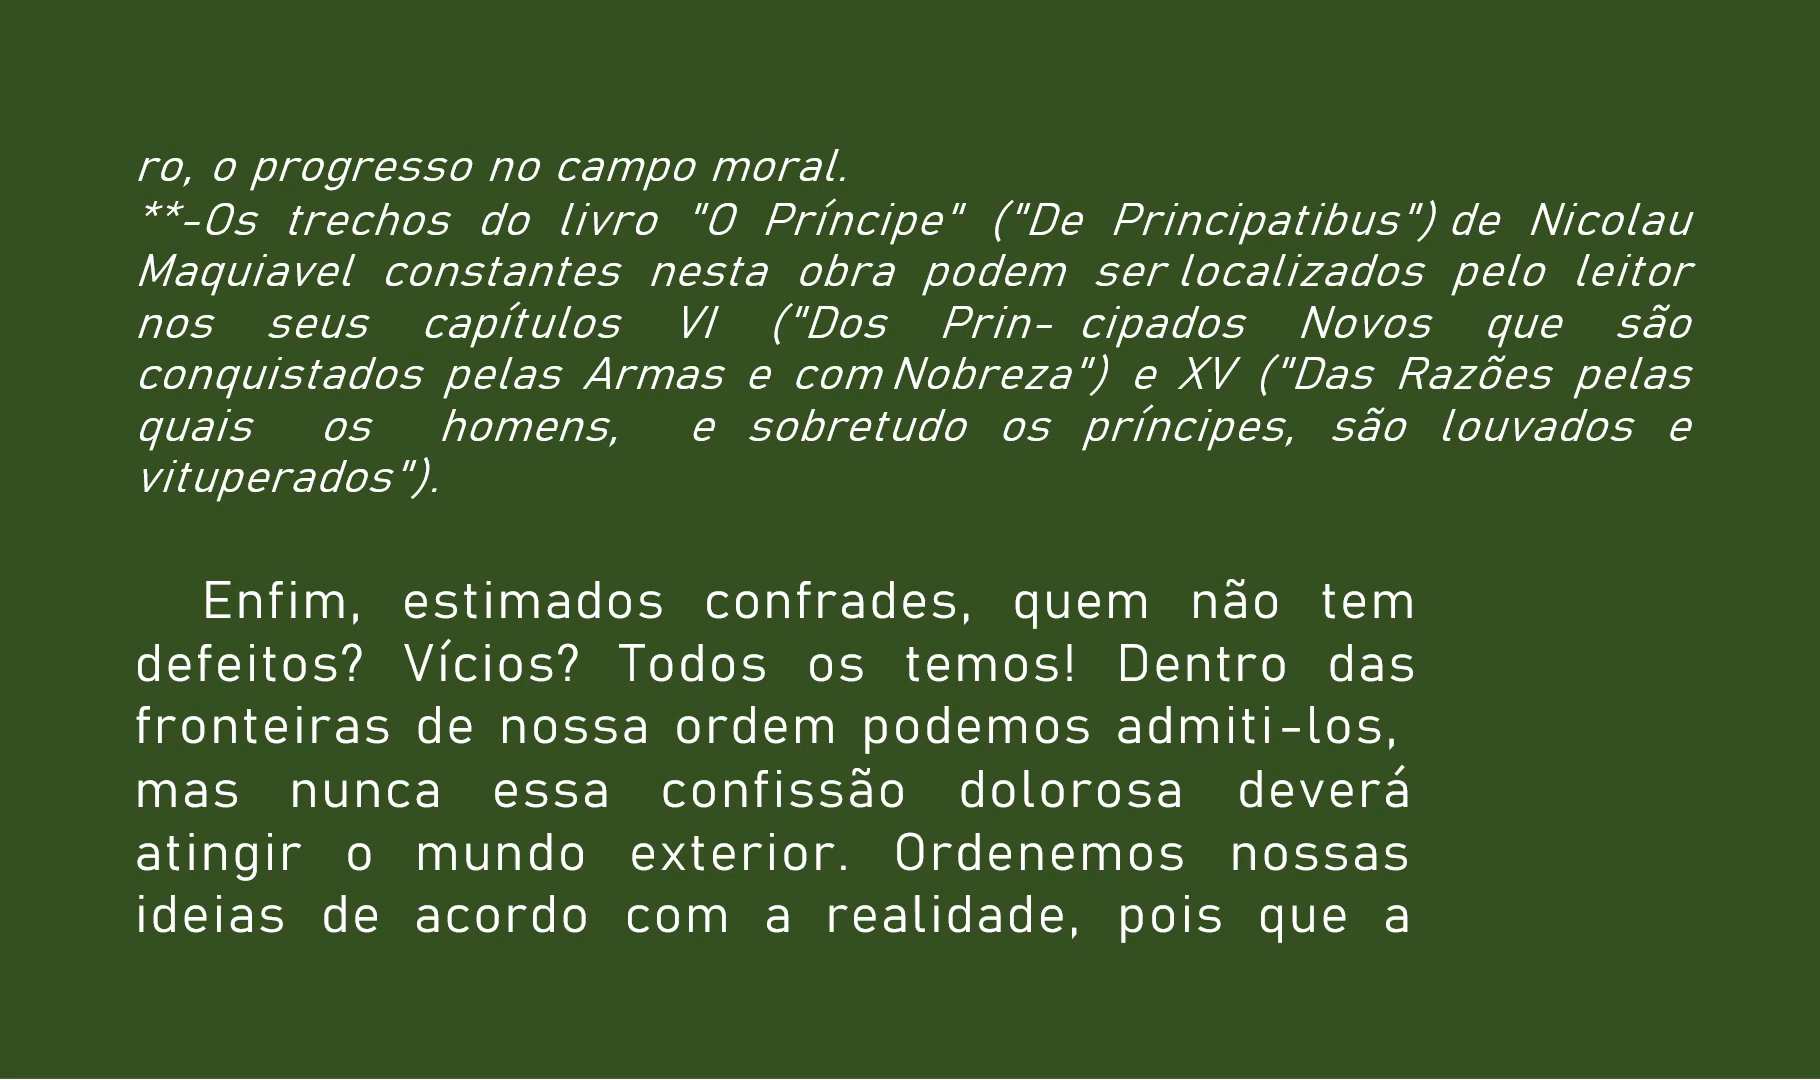 ro, o progresso no campo moral.
**-Os trechos do livro "O Príncipe" ("De Principatibus") de Nicolau
Maquiavel constantes nesta obra podem ser localizados pelo leitor
nos seus capítulos VI ("Dos Prin- cipados Novos que são
conquistados pelas Armas e com Nobreza") e XV ("Das Razões pelas
quais os homens, e sobretudo os príncipes, são louvados e
vituperados").
Enfim, estimados confrades, quem não tem
defeitos? Vícios? Todos os temos! Dentro das
fronteiras de nossa ordem podemos admiti-los,
mas nunca essa confissão dolorosa deverá
atingir o mundo exterior. Ordenemos nossas
ideias de acordo com a realidade, pois que a